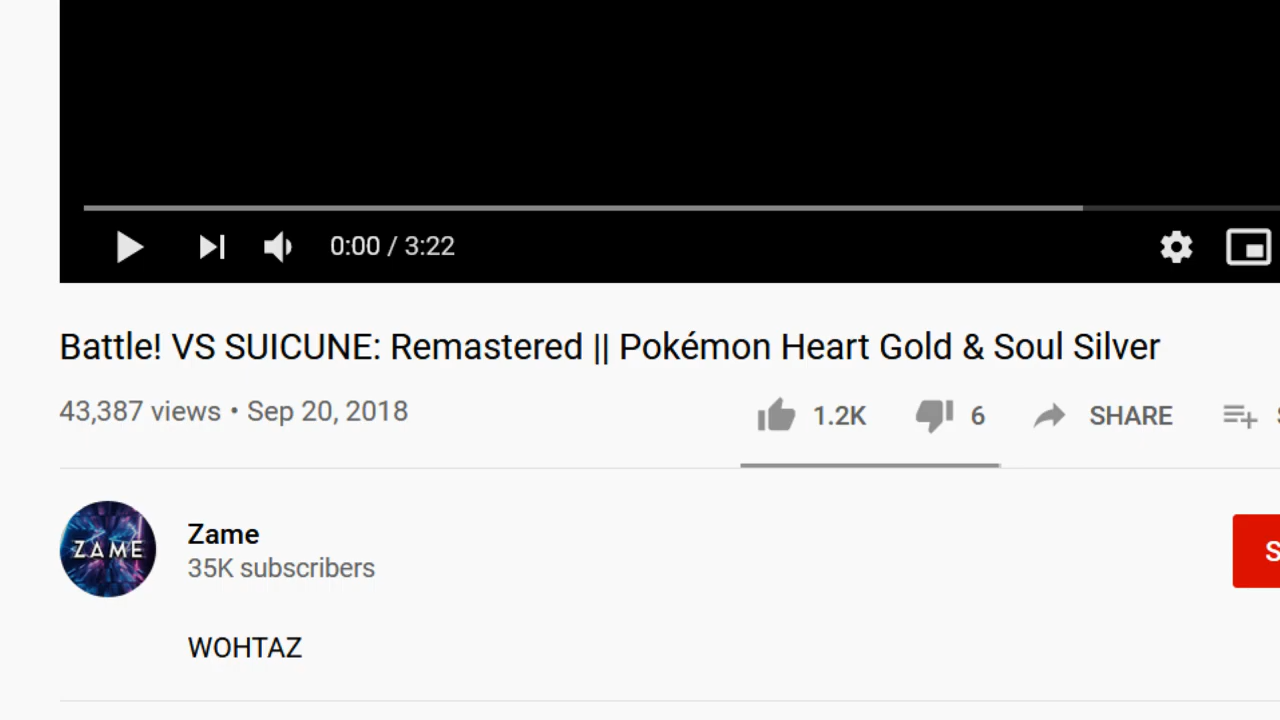 0:00 / 3:22
Battle! VS SUICUNE: Remastered || Pokémon Heart Gold & Soul Silver
43,387 views • Sep 20, 2018
1.2K 6 SHARE S
ZAME
Zame
35K subscribers
S
WOHTAZ